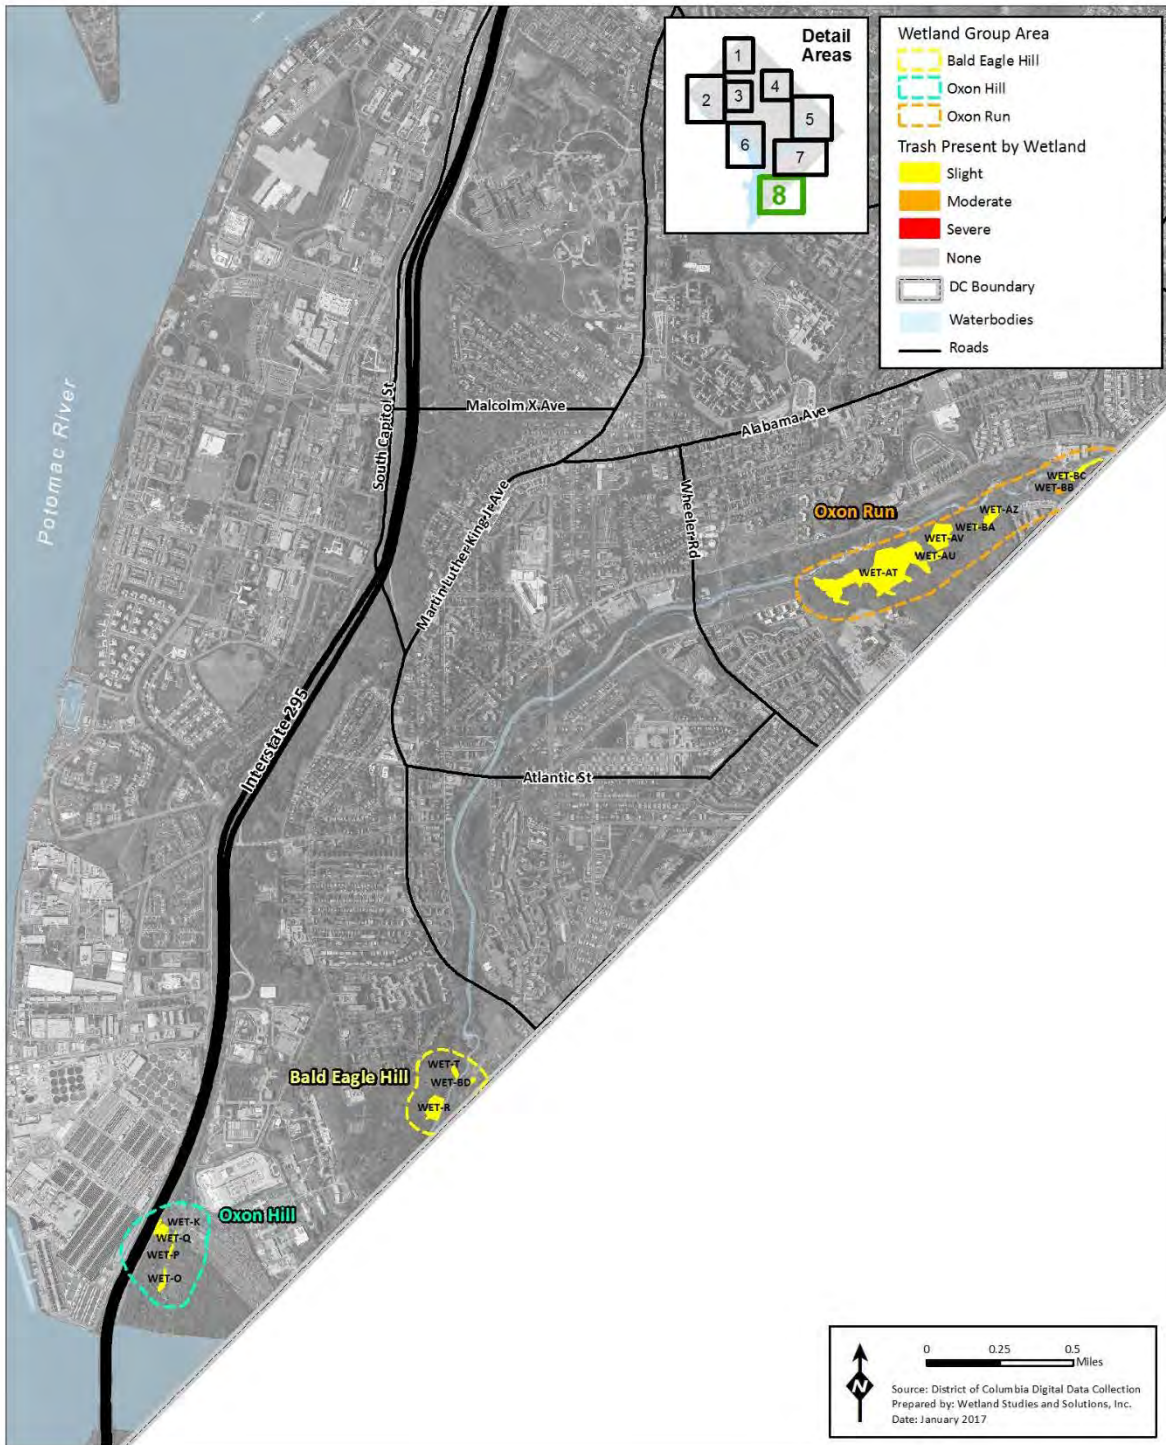 Detail
Areas
1
2
3
4
5
6
7
8
Wetland Group Area
Bald Eagle Hill
Oxon Hill
Oxon Run
Trash Present by Wetland
Slight
Moderate
Severe
None
DC Boundary
Waterbodies
Roads
Potomac River
South Capitol St
Malcolm X Ave
Alabama Ave
Martin Luther King Jr Ave
Wheeler Rd
Oxon Run
WET-BC
WET-BB
WET-AZ
WET-BA
WET-AV
WET-AU
WET-AT
Interstate 295
Atlantic St
Bald Eagle Hill
WET-T
WET-BD
WET-R
Oxon Hill
WET-K
WET-Q
WET-P
WET-O
N
0 0.25 0.5
Miles
Source: District of Columbia Digital Data Collection
Prepared by: Wetland Studies and Solutions, Inc.
Date: January 2017